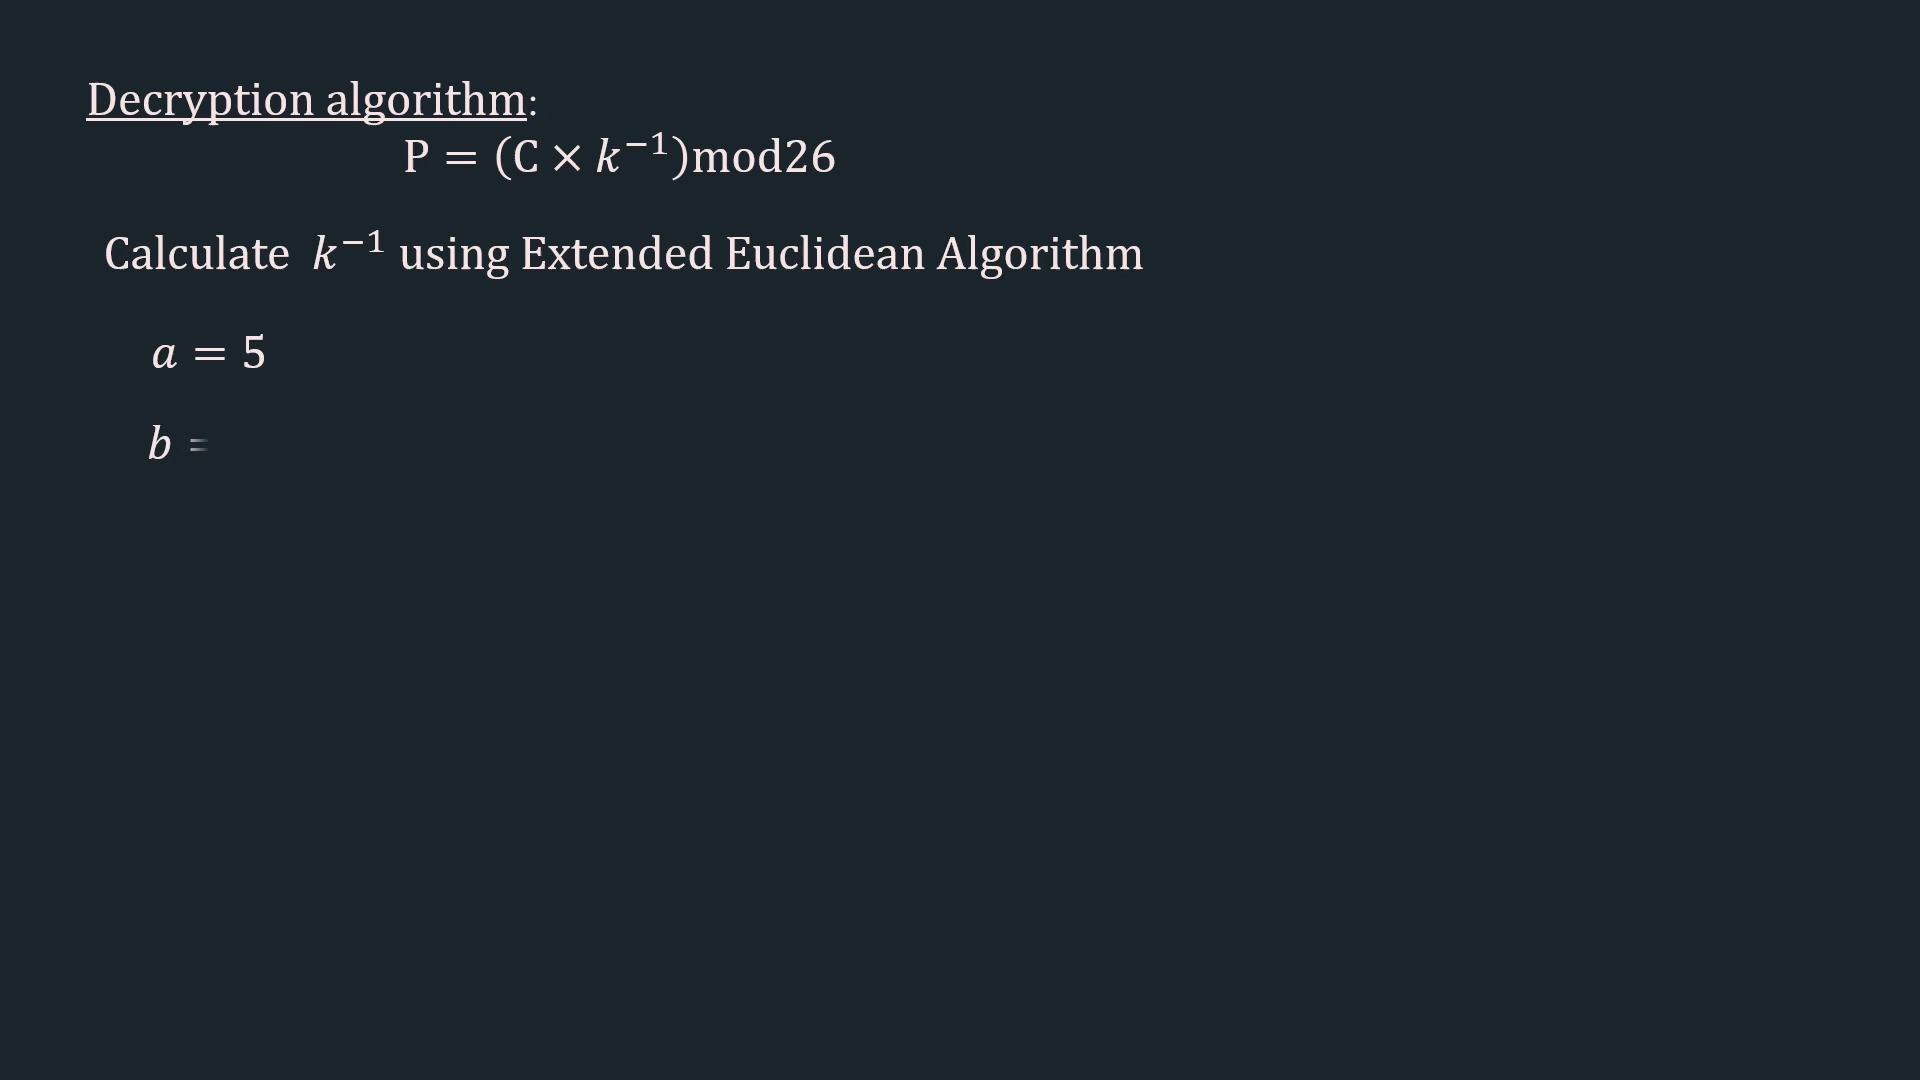 Decryption algorithm:
P = (C × k⁻¹)mod26
Calculate k⁻¹ using Extended Euclidean Algorithm
a = 5
b =